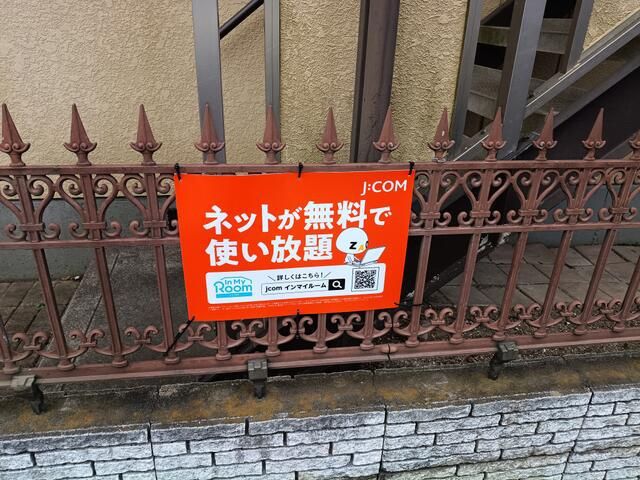 J:COM
ネットが無料で
使い放題
Z
In My
Room
＼詳しくはこちら！／
jcom インマイルーム